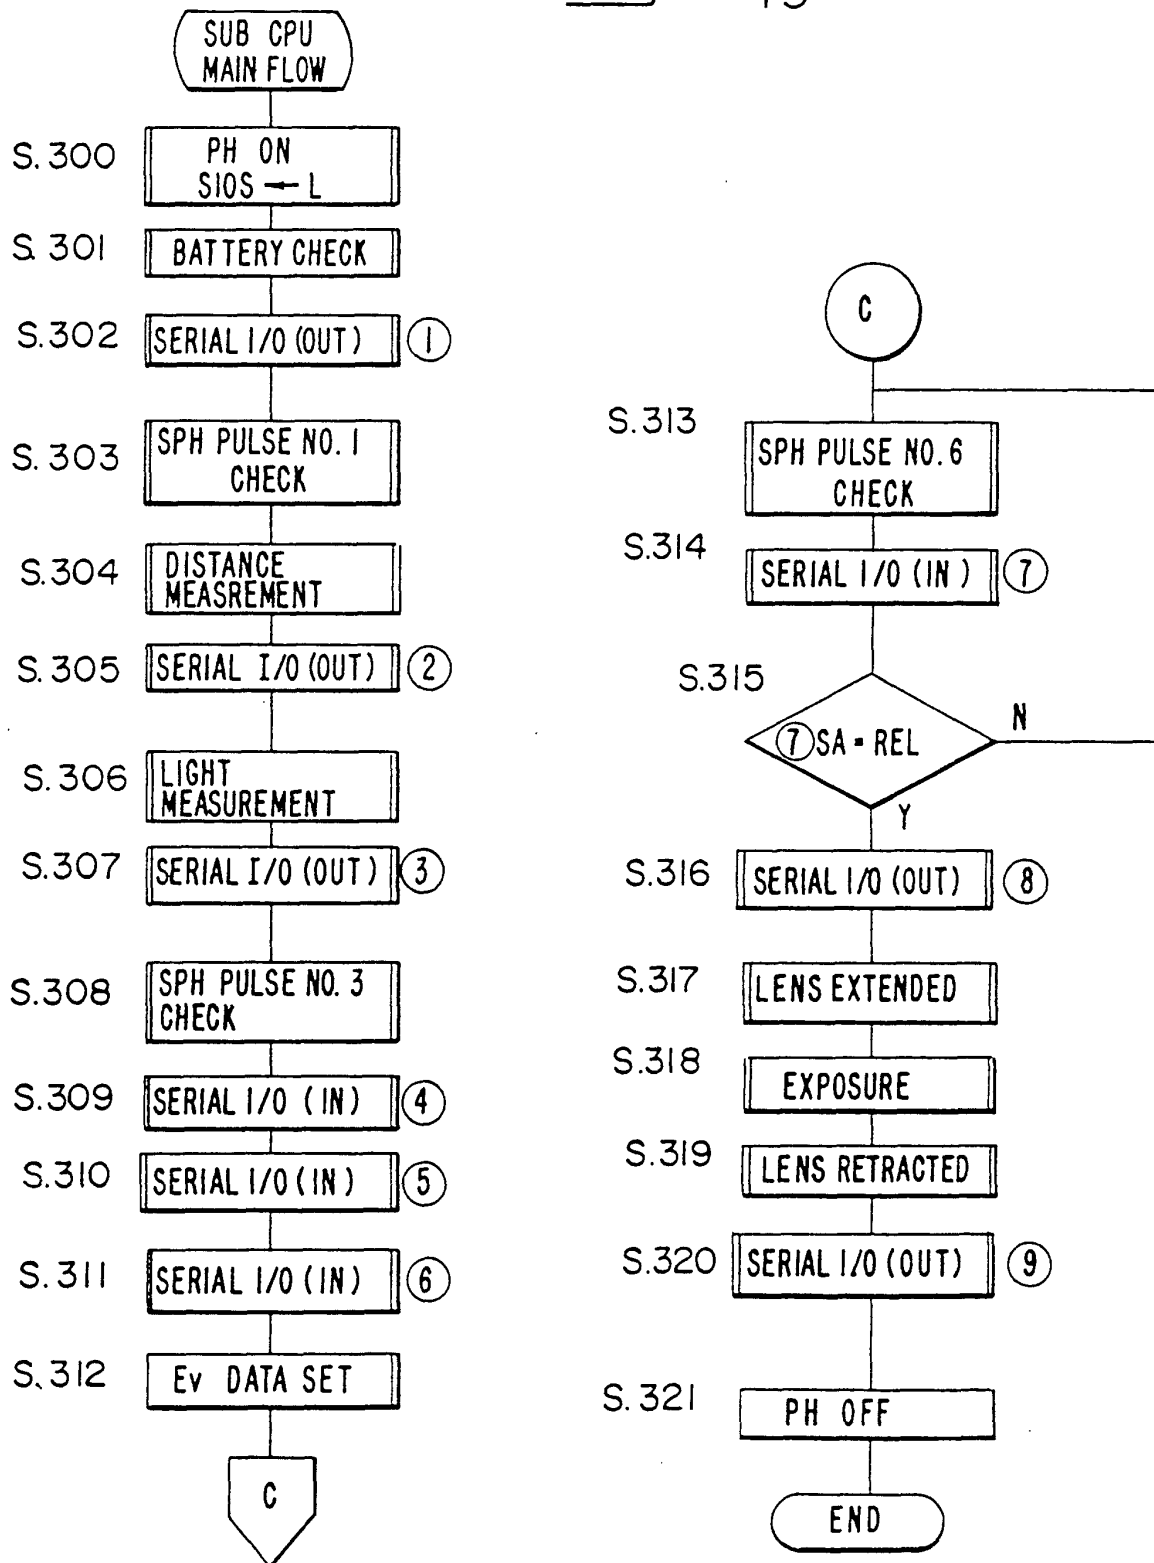 SUB CPU
MAIN FLOW
S.300
PH ON
SIOS ← L
S.301
BATTERY CHECK
S.302
SERIAL I/O (OUT) ①
S.303
SPH PULSE NO. 1
CHECK
S.304
DISTANCE
MEASREMENT
S.305
SERIAL I/O (OUT) ②
S.306
LIGHT
MEASUREMENT
S.307
SERIAL I/O (OUT) ③
S.308
SPH PULSE NO. 3
CHECK
S.309
SERIAL I/O (IN) ④
S.310
SERIAL I/O (IN) ⑤
S.311
SERIAL I/O (IN) ⑥
S.312
Ev DATA SET
C
C
S.313
SPH PULSE NO. 6
CHECK
S.314
SERIAL I/O (IN) ⑦
S.315
⑦ SA = REL
N
Y
S.316
SERIAL I/O (OUT) ⑧
S.317
LENS EXTENDED
S.318
EXPOSURE
S.319
LENS RETRACTED
S.320
SERIAL I/O (OUT) ⑨
S.321
PH OFF
END